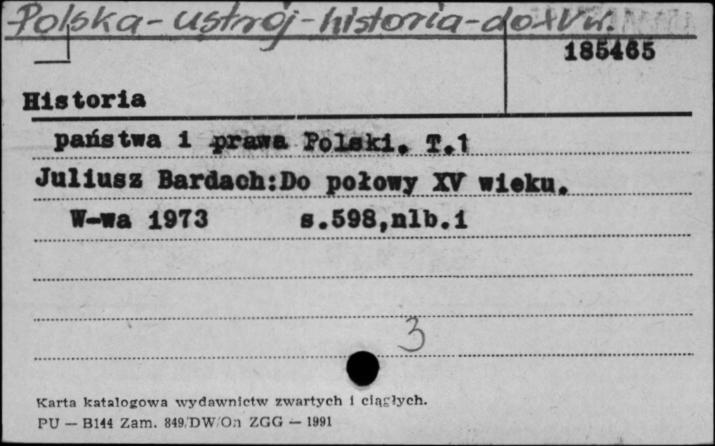 Polska - ustrój - historia - do XV w.
185465
Historia
państwa i prawa Polski. T.1
Juliusz Bardach:Do połowy XV wieku.
W-wa 1973 s.598,nlb.1
3
Karta katalogowa wydawnictw zwartych i ciągłych.
PU — B144 Zam. 849/DW/On ZGG — 1991